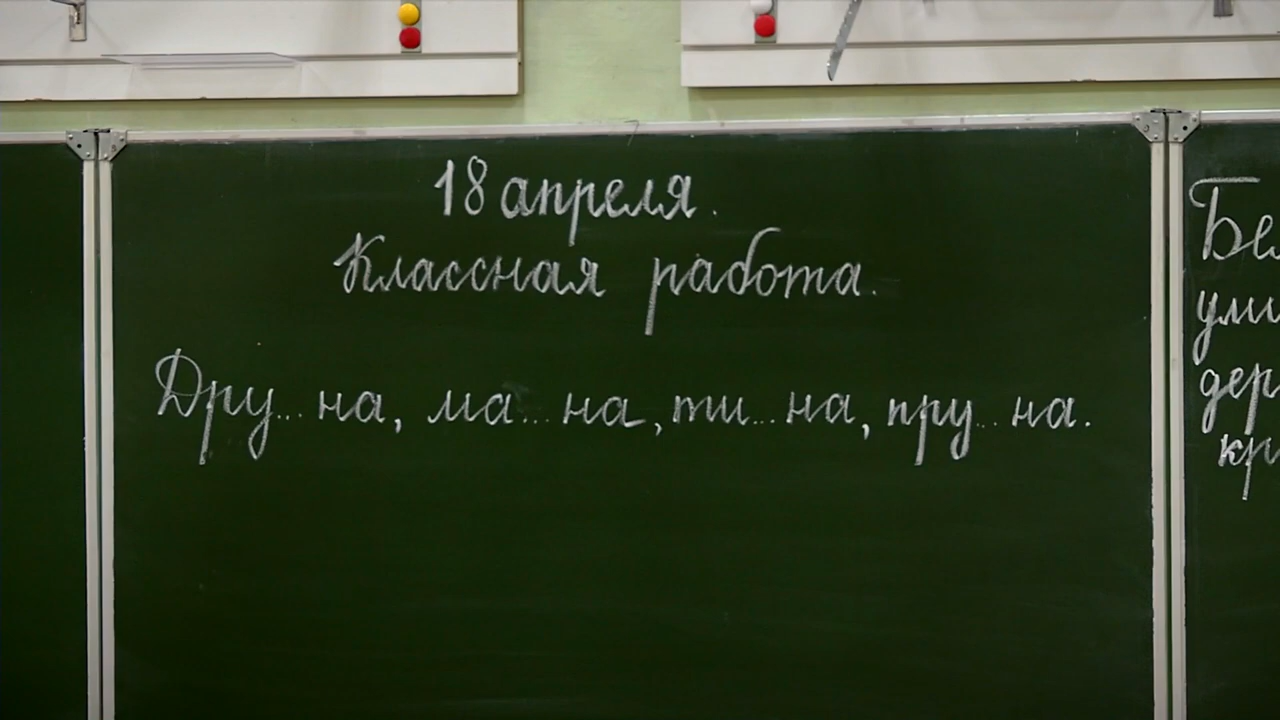 18 апреля.
Классная работа.
Дру... на, ма... на, ти... на, пру... на.